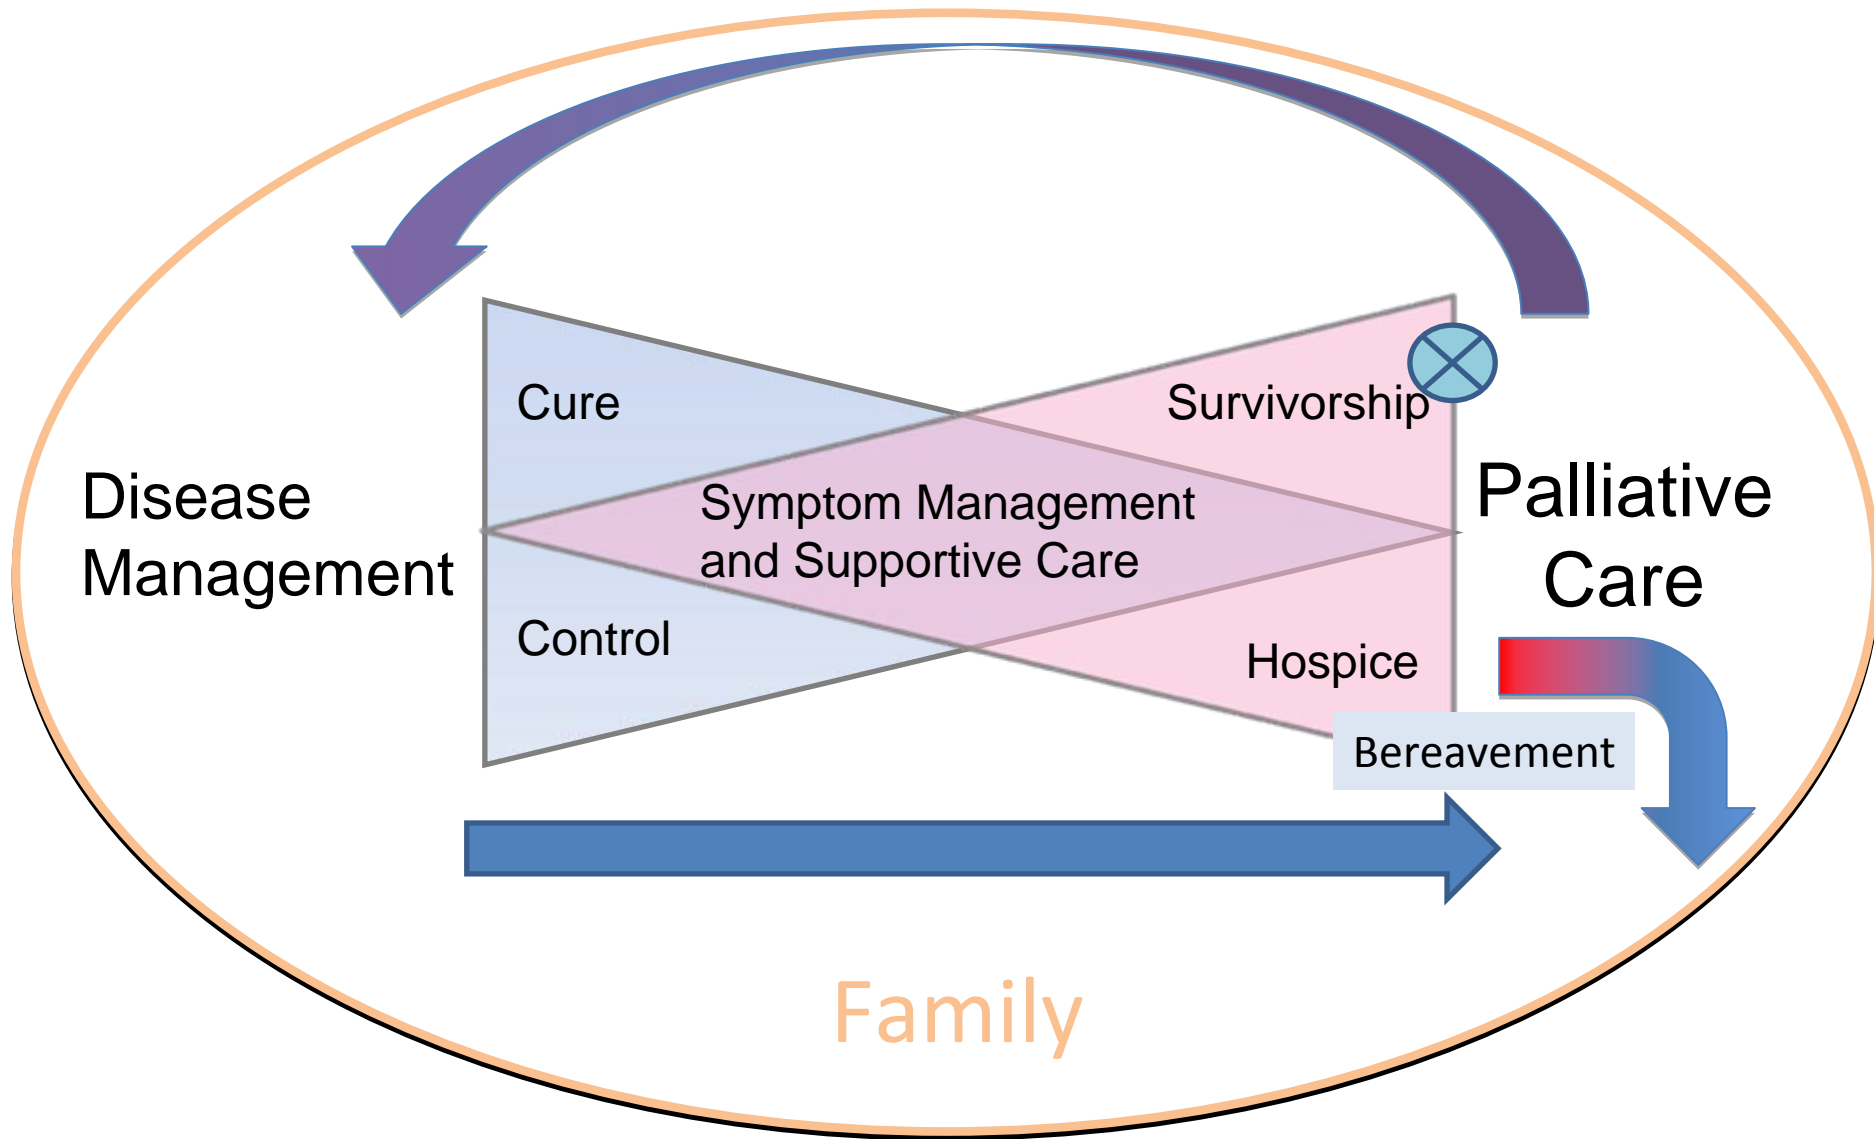 Cure
Survivorship
Disease
Management
Symptom Management
and Supportive Care
Palliative
Care
Control
Hospice
Bereavement
Family